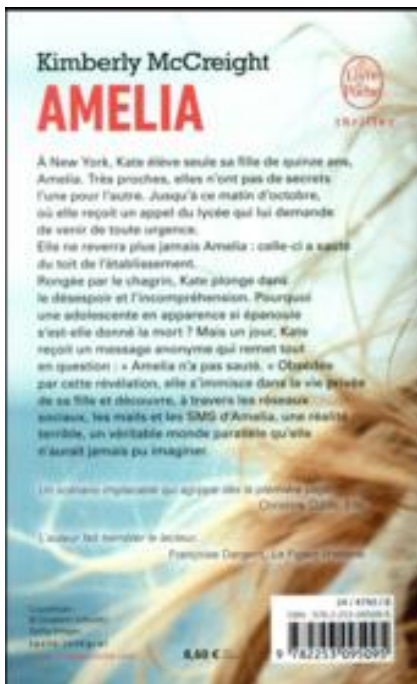 Kimberly McCreight
AMELIA
Le Livre
de Poche
thriller
À New York, Kate élève seule sa fille de quinze ans,
Amelia. Très proches, elles n'ont pas de secrets
l'une pour l'autre. Jusqu'à ce matin d'octobre,
où elle reçoit un appel du lycée qui lui demande
de venir de toute urgence.
Elle ne reverra plus jamais Amelia : celle-ci a sauté
du toit de l'établissement.
Rongée par le chagrin, Kate plonge dans
le désespoir et l'incompréhension. Pourquoi
une adolescente en apparence si épanouie
s'est-elle donné la mort ? Mais un jour, Kate
reçoit un message anonyme qui remet tout
en question : « Amelia n'a pas sauté. » Obsédée
par cette révélation, elle s'immisce dans la vie privée
de sa fille et découvre, à travers les réseaux
sociaux, les mails et les SMS d'Amelia, une réalité
terrible, un véritable monde parallèle qu'elle
n'aurait jamais pu imaginer.
Un scénario implacable qui agrippe dès la première page.
Christine
L'auteur fait trembler le lecteur.
Françoise Dargent, Le Figaro
Couverture :
texte intégral
8,60 €
9 782253 095095